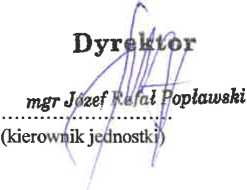 Dyrektor
mgr Józef Rafał Popławski
(kierownik jednostki)